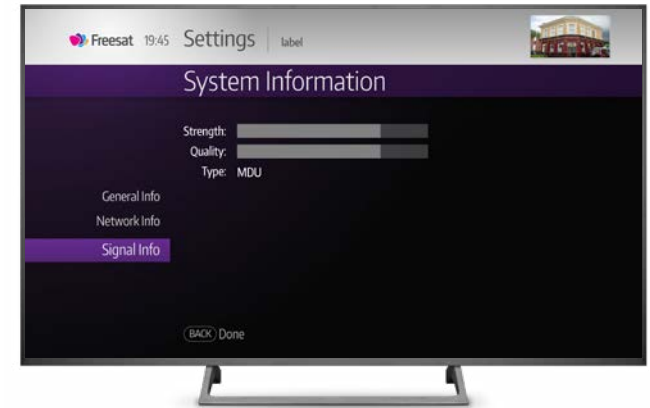 Freesat 19:45 Settings label
System Information
Strength:
Quality:
Type: MDU
General Info
Network Info
Signal Info
BACK Done